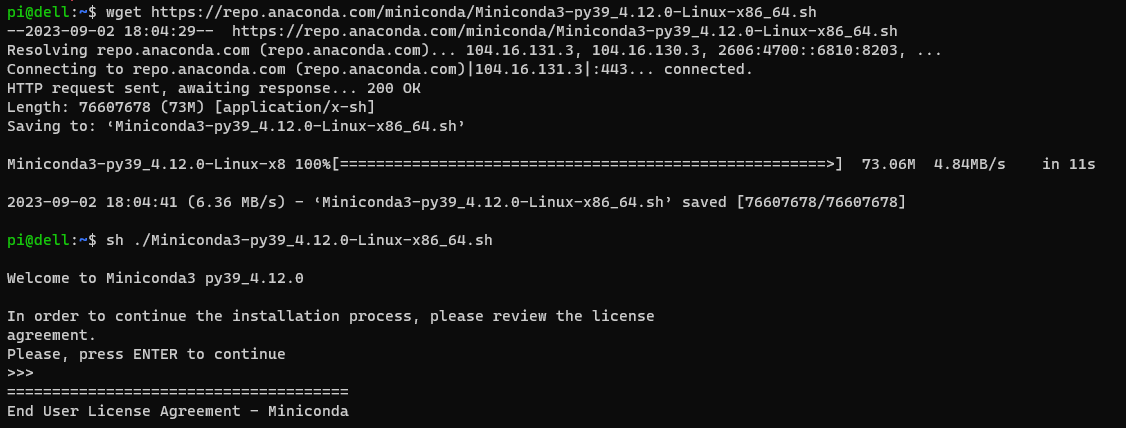 pi@dell:~$ wget https://repo.anaconda.com/miniconda/Miniconda3-py39_4.12.0-Linux-x86_64.sh
--2023-09-02 18:04:29--  https://repo.anaconda.com/miniconda/Miniconda3-py39_4.12.0-Linux-x86_64.sh
Resolving repo.anaconda.com (repo.anaconda.com)... 104.16.131.3, 104.16.130.3, 2606:4700::6810:8203, ...
Connecting to repo.anaconda.com (repo.anaconda.com)|104.16.131.3|:443... connected.
HTTP request sent, awaiting response... 200 OK
Length: 76607678 (73M) [application/x-sh]
Saving to: ‘Miniconda3-py39_4.12.0-Linux-x86_64.sh’
Miniconda3-py39_4.12.0-Linux-x8 100%[======================================================>]  73.06M  4.84MB/s    in 11s
2023-09-02 18:04:41 (6.36 MB/s) - ‘Miniconda3-py39_4.12.0-Linux-x86_64.sh’ saved [76607678/76607678]
pi@dell:~$ sh ./Miniconda3-py39_4.12.0-Linux-x86_64.sh
Welcome to Miniconda3 py39_4.12.0
In order to continue the installation process, please review the license
agreement.
Please, press ENTER to continue
>>>
======================================
End User License Agreement - Miniconda